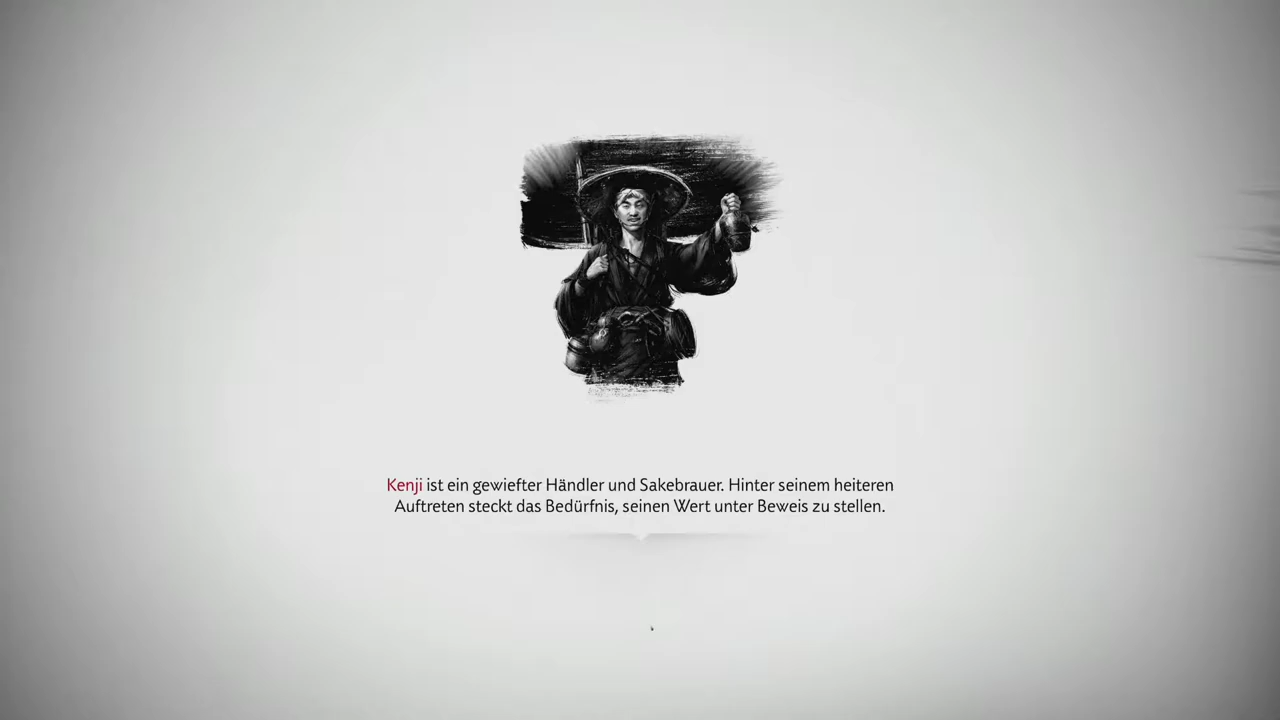 Kenji ist ein gewiefter Händler und Sakebrauer. Hinter seinem heiteren
Auftreten steckt das Bedürfnis, seinen Wert unter Beweis zu stellen.